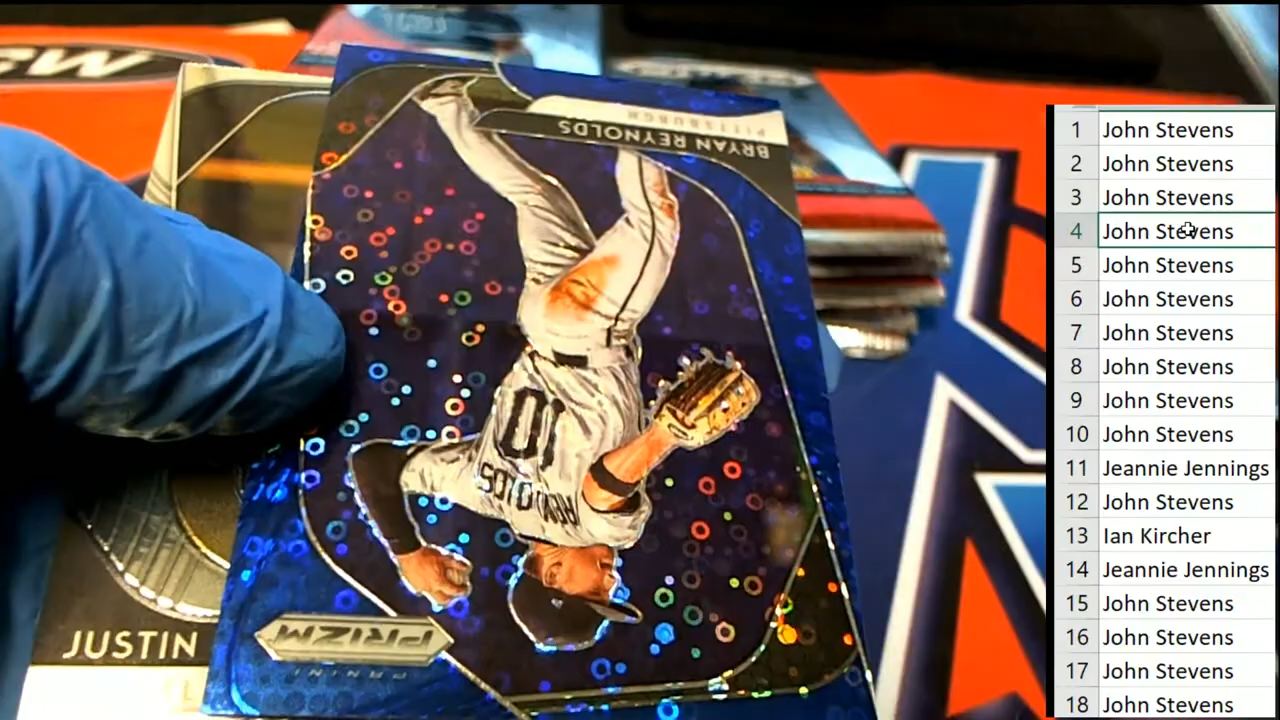 BRYAN REYNOLDS
PITTSBURGH
10
PRIZM
PANINI
JUSTIN
1 John Stevens
2 John Stevens
3 John Stevens
4 John Stevens
5 John Stevens
6 John Stevens
7 John Stevens
8 John Stevens
9 John Stevens
10 John Stevens
11 Jeannie Jennings
12 John Stevens
13 Ian Kircher
14 Jeannie Jennings
15 John Stevens
16 John Stevens
17 John Stevens
18 John Stevens